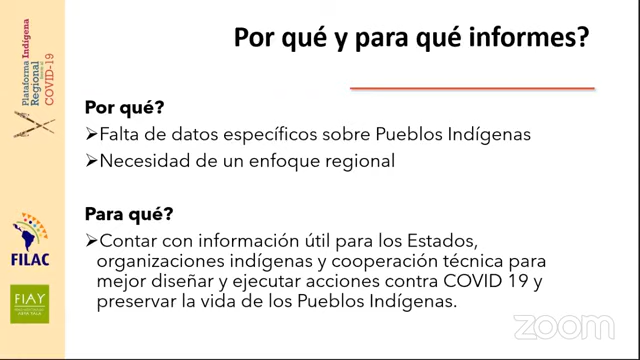 Por qué y para qué informes?
Plataforma Indígena
Regional
COVID-19
Por qué?
➤Falta de datos específicos sobre Pueblos Indígenas
➤Necesidad de un enfoque regional
Para qué?
➤Contar con información útil para los Estados,
organizaciones indígenas y cooperación técnica para
mejor diseñar y ejecutar acciones contra COVID 19 y
preservar la vida de los Pueblos Indígenas.
FILAC
FIAY
zoom